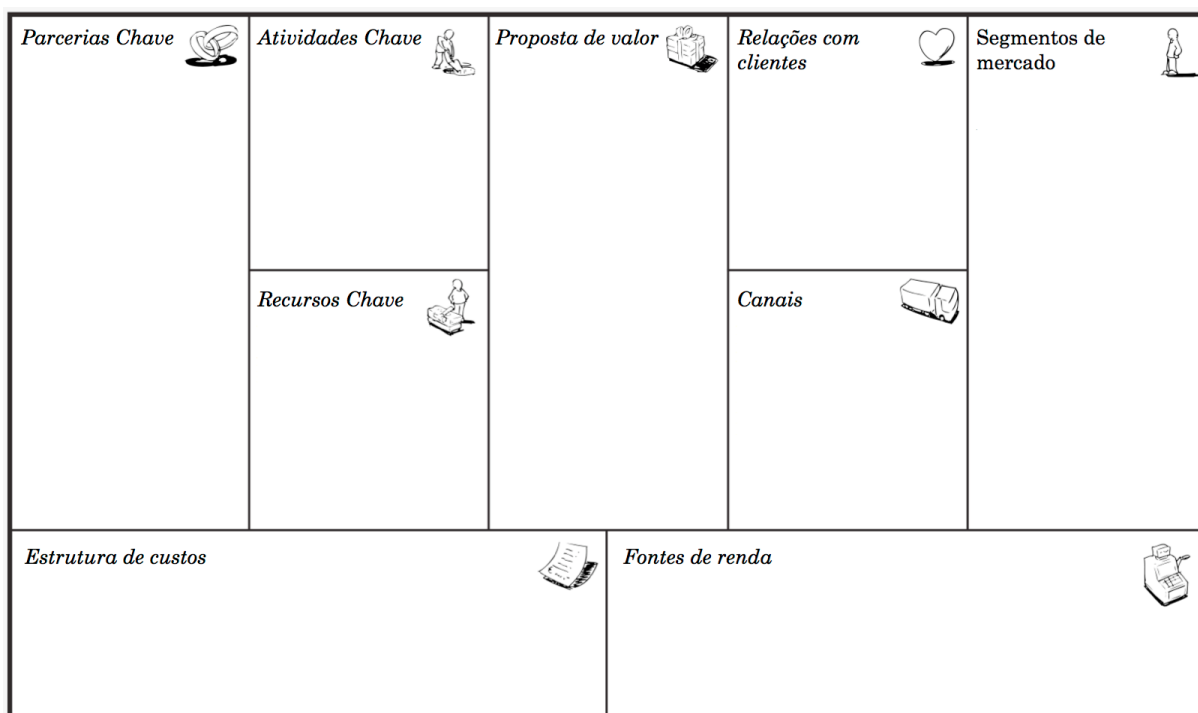 Parcerias Chave
Atividades Chave
Proposta de valor
Relações com
clientes
Segmentos de
mercado
Recursos Chave
Canais
Estrutura de custos
Fontes de renda